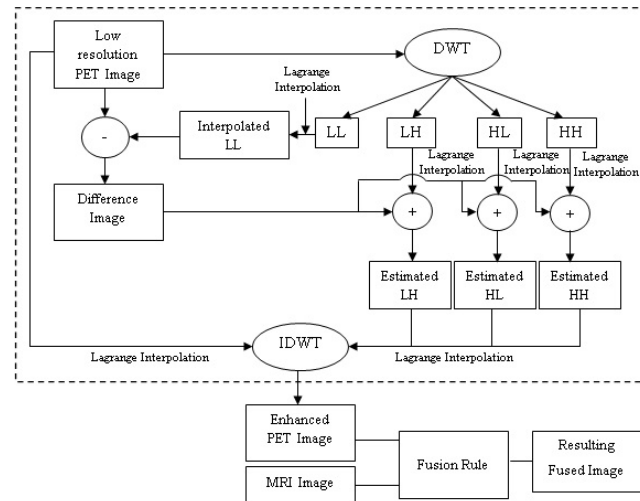 Low
resolution
PET Image
DWT
Lagrange
Interpolation
Interpolated
LL
LL
LH
HL
HH
-
Lagrange
Interpolation
Lagrange
Interpolation
Lagrange
Interpolation
Difference
Image
+
+
+
Estimated
LH
Estimated
HL
Estimated
HH
IDWT
Lagrange Interpolation
Lagrange Interpolation
Enhanced
PET Image
MRI Image
Fusion Rule
Resulting
Fused Image